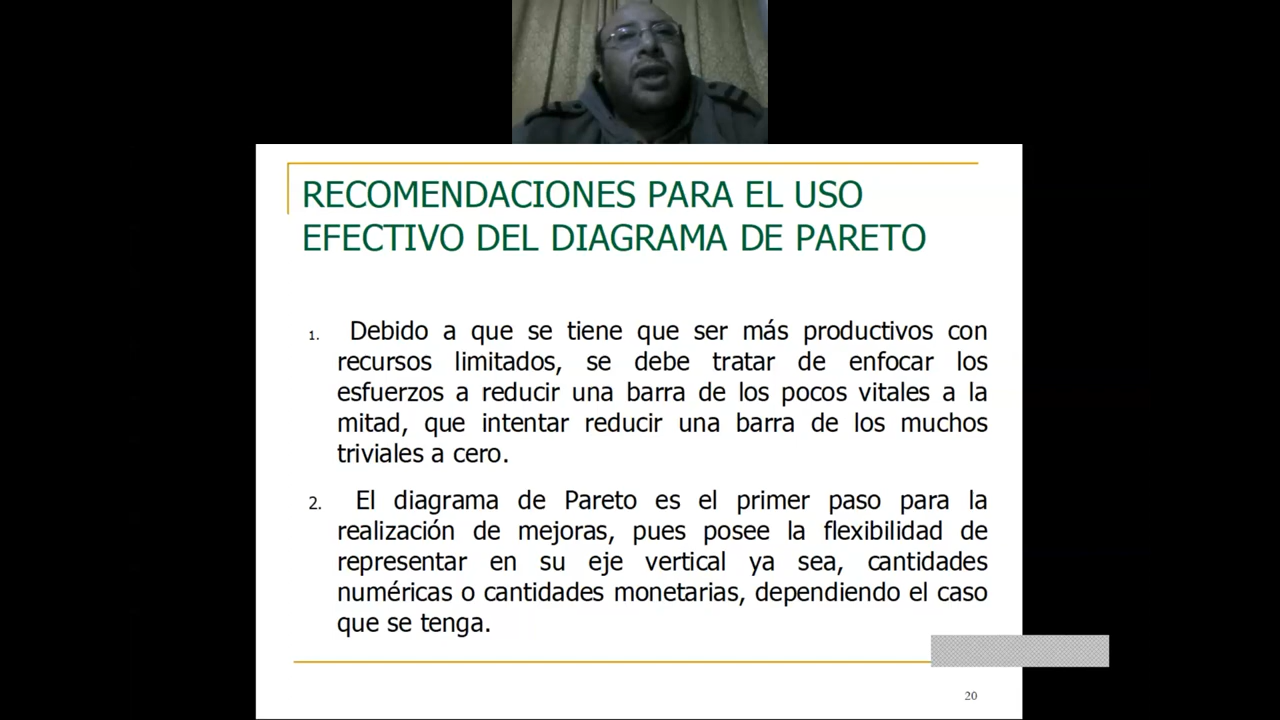 RECOMENDACIONES PARA EL USO
EFECTIVO DEL DIAGRAMA DE PARETO
1. Debido a que se tiene que ser más productivos con
recursos limitados, se debe tratar de enfocar los
esfuerzos a reducir una barra de los pocos vitales a la
mitad, que intentar reducir una barra de los muchos
triviales a cero.
2. El diagrama de Pareto es el primer paso para la
realización de mejoras, pues posee la flexibilidad de
representar en su eje vertical ya sea, cantidades
numéricas o cantidades monetarias, dependiendo el caso
que se tenga.
20